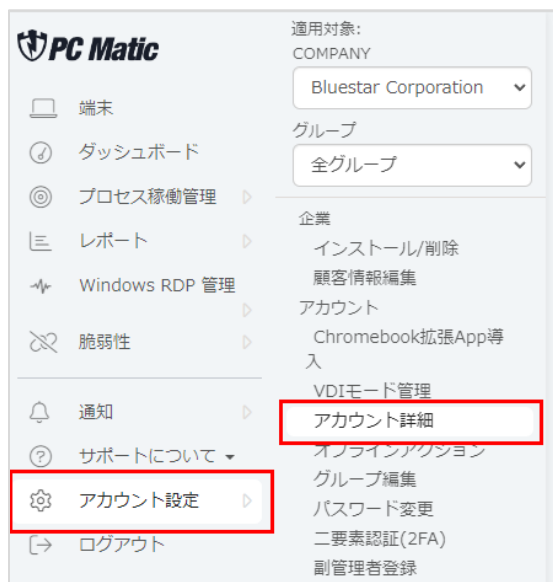 PC Matic
端末
ダッシュボード
プロセス稼働管理
レポート
Windows RDP 管理
脆弱性
通知
サポートについて
アカウント設定
ログアウト
適用対象:
COMPANY
Bluestar Corporation
グループ
全グループ
企業
インストール/削除
顧客情報編集
アカウント
Chromebook拡張App導
入
VDIモード管理
アカウント詳細
オフラインアクション
グループ編集
パスワード変更
二要素認証(2FA)
副管理者登録